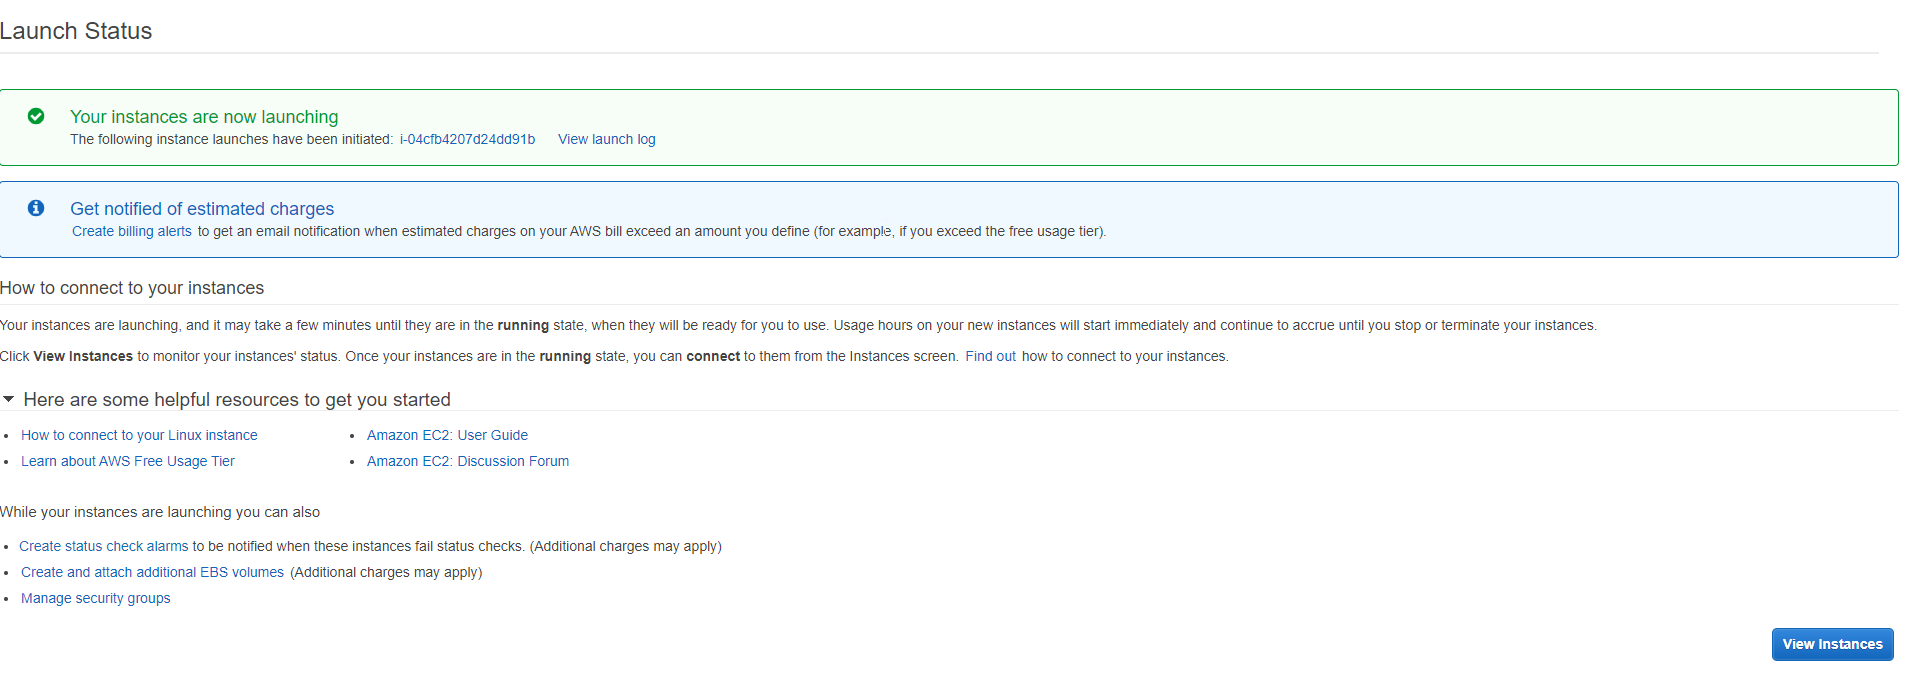 Launch Status
Your instances are now launching
The following instance launches have been initiated: i-04cfb4207d24dd91b View launch log
Get notified of estimated charges
Create billing alerts to get an email notification when estimated charges on your AWS bill exceed an amount you define (for example, if you exceed the free usage tier).
How to connect to your instances
Your instances are launching, and it may take a few minutes until they are in the running state, when they will be ready for you to use. Usage hours on your new instances will start immediately and continue to accrue until you stop or terminate your instances.
Click View Instances to monitor your instances' status. Once your instances are in the running state, you can connect to them from the Instances screen. Find out how to connect to your instances.
Here are some helpful resources to get you started
How to connect to your Linux instance
Learn about AWS Free Usage Tier
Amazon EC2: User Guide
Amazon EC2: Discussion Forum
While your instances are launching you can also
Create status check alarms to be notified when these instances fail status checks. (Additional charges may apply)
Create and attach additional EBS volumes (Additional charges may apply)
Manage security groups
View Instances